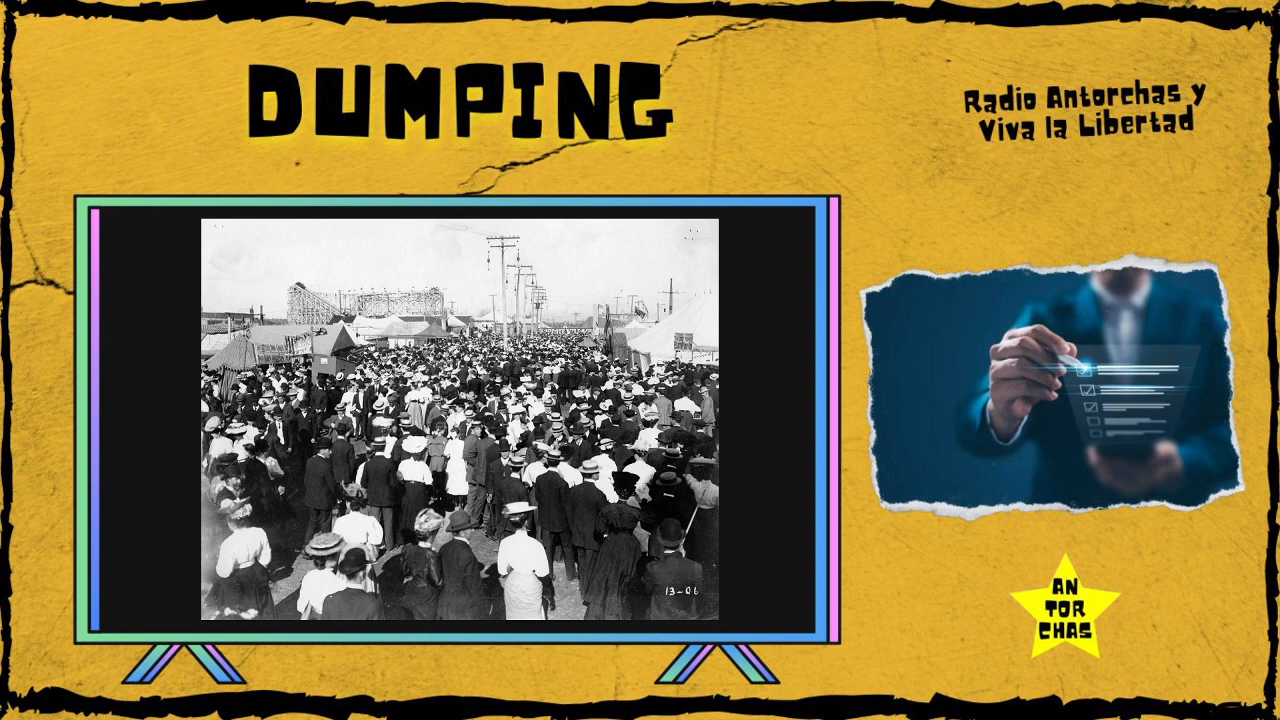 DUMPING
Radio Antorchas y
Viva la Libertad
13-06
AN
TOR
CHAS